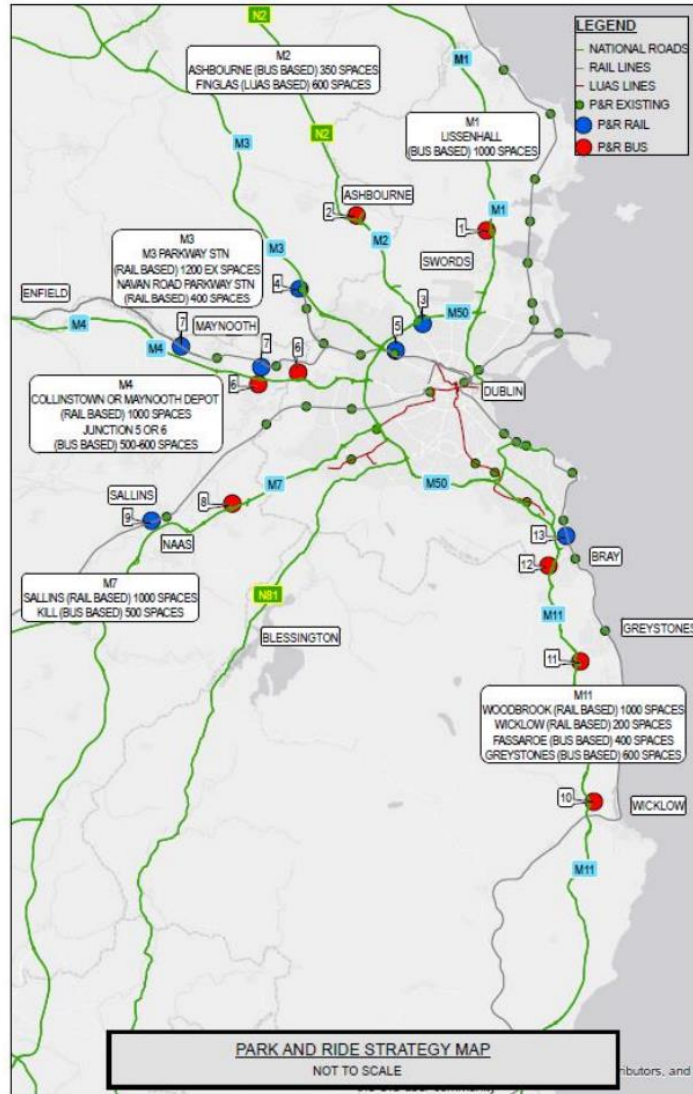 N2
M1
LEGEND
NATIONAL ROADS
RAIL LINES
LUAS LINES
P&R EXISTING
P&R RAIL
P&R BUS
M2
ASHBOURNE (BUS BASED) 350 SPACES
FINGLAS (LUAS BASED) 600 SPACES
M1
LISSENHALL
(BUS BASED) 1000 SPACES
M3
N2
2
ASHBOURNE
M1
1
M2
SWORDS
M3
M3 PARKWAY STN
(RAIL BASED) 1200 EX SPACES
NAVAN ROAD PARKWAY STN
(RAIL BASED) 400 SPACES
M3
4
ENFIELD
M4
7
MAYNOOTH
3
M50
5
7
6
M4
6
DUBLIN
M4
COLLINSTOWN OR MAYNOOTH DEPOT
(RAIL BASED) 1000 SPACES
JUNCTION 5 OR 6
(BUS BASED) 500-600 SPACES
M7
M50
SALLINS
8
9
NAAS
13
BRAY
12
M7
SALLINS (RAIL BASED) 1000 SPACES
KILL (BUS BASED) 500 SPACES
N81
M11
BLESSINGTON
GREYSTONES
11
M11
WOODBROOK (RAIL BASED) 1000 SPACES
WICKLOW (RAIL BASED) 200 SPACES
FASSAROE (BUS BASED) 400 SPACES
GREYSTONES (BUS BASED) 600 SPACES
10
WICKLOW
M11
PARK AND RIDE STRATEGY MAP
NOT TO SCALE
ibutors, and